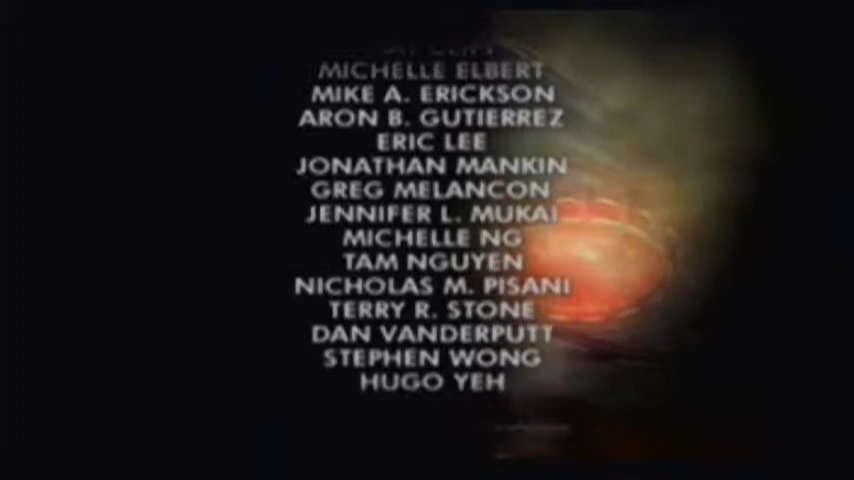 MICHELLE ELBERT
MIKE A. ERICKSON
ARON B. GUTIERREZ
ERIC LEE
JONATHAN MANKIN
GREG MELANCON
JENNIFER L. MUKAI
MICHELLE NG
TAM NGUYEN
NICHOLAS M. PISANI
TERRY R. STONE
DAN VANDERPUTT
STEPHEN WONG
HUGO YEH